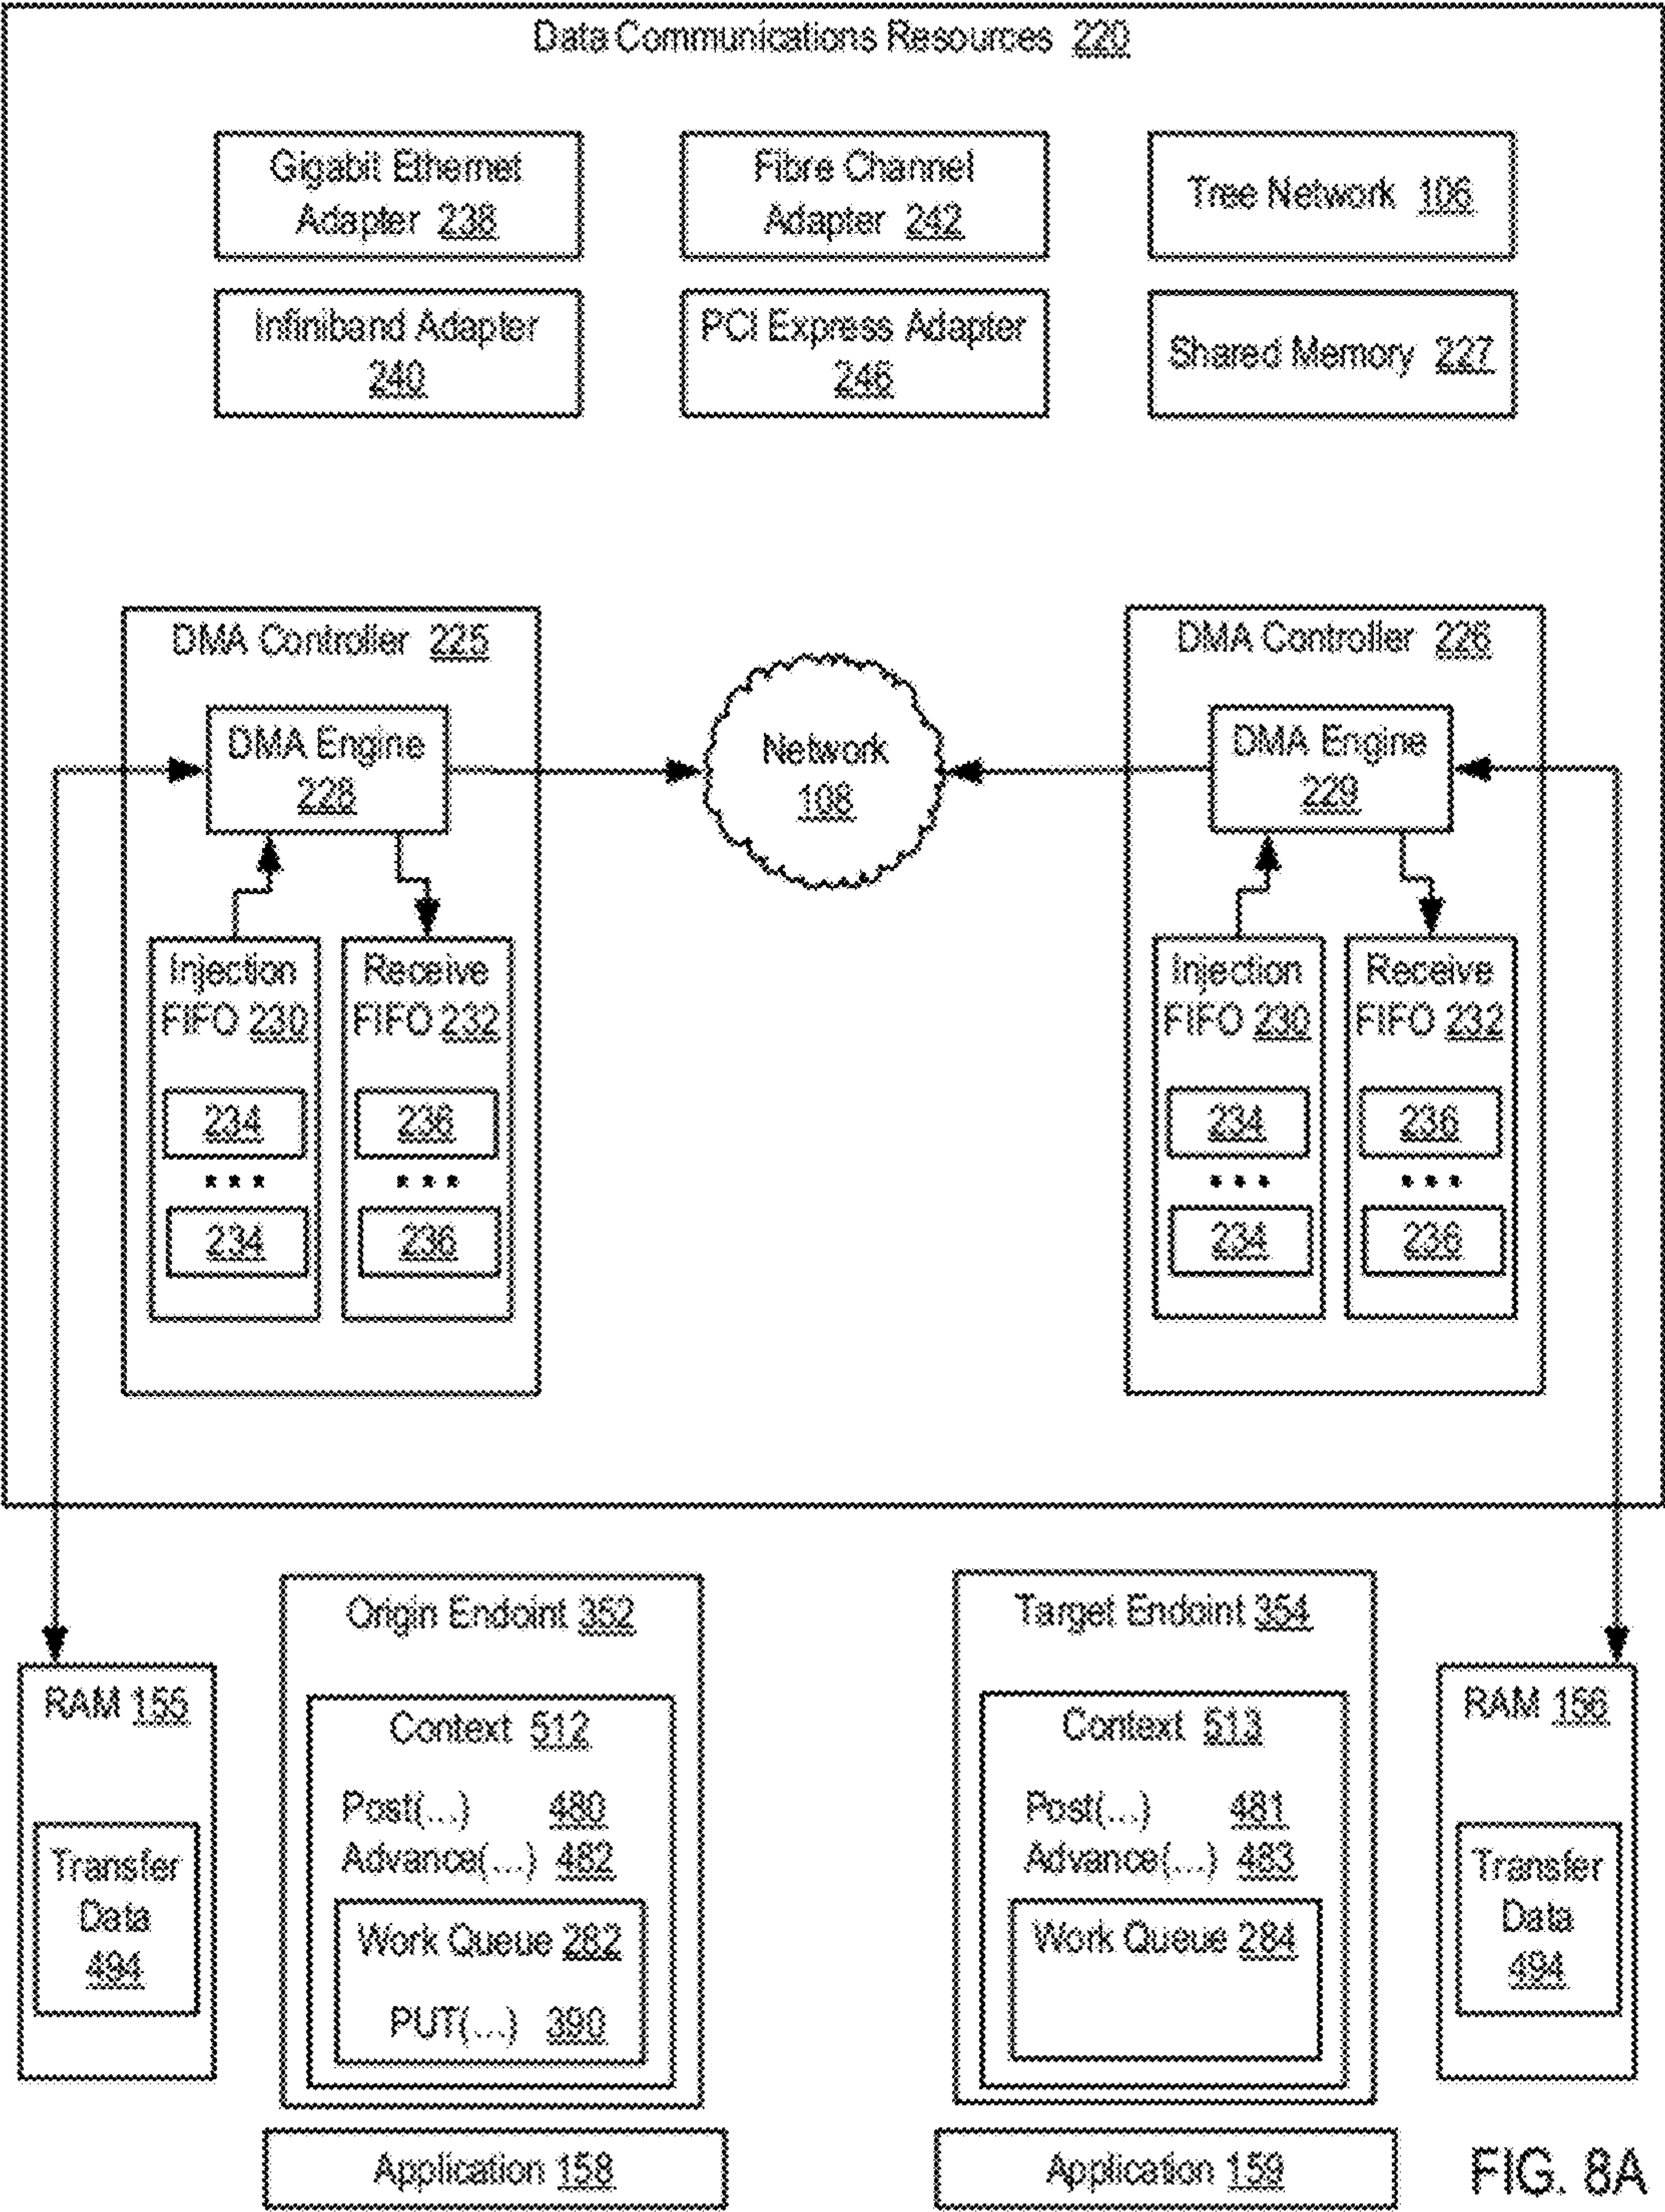 Data Communications Resources 220
Gigabit Ethernet
Adapter 238
Fibre Channel
Adapter 242
Tree Network 106
Infiniband Adapter
240
PCI Express Adapter
246
Shared Memory 227
DMA Controller 225
DMA Engine
228
Injection
FIFO 230
234
• • •
234
Receive
FIFO 232
236
• • •
236
Network
108
DMA Controller 226
DMA Engine
229
Injection
FIFO 230
234
• • •
234
Receive
FIFO 232
236
• • •
236
RAM 155
Transfer
Data
494
Origin Endoint 352
Context 512
Post(...) 480
Advance(...) 482
Work Queue 282
PUT(...) 390
Application 158
Target Endoint 354
Context 513
Post(...) 481
Advance(...) 483
Work Queue 284
Application 159
RAM 156
Transfer
Data
494
FIG. 8A